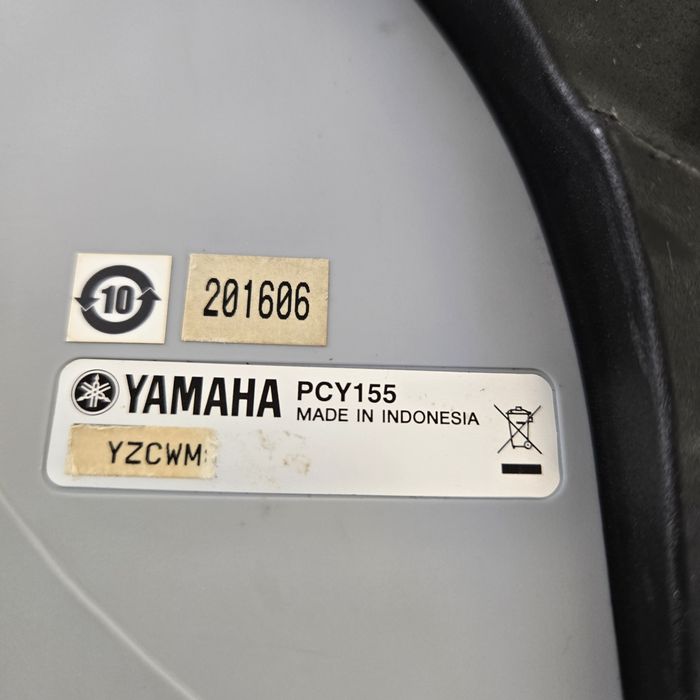 10
201606
YAMAHA PCY155
MADE IN INDONESIA
YZCWM